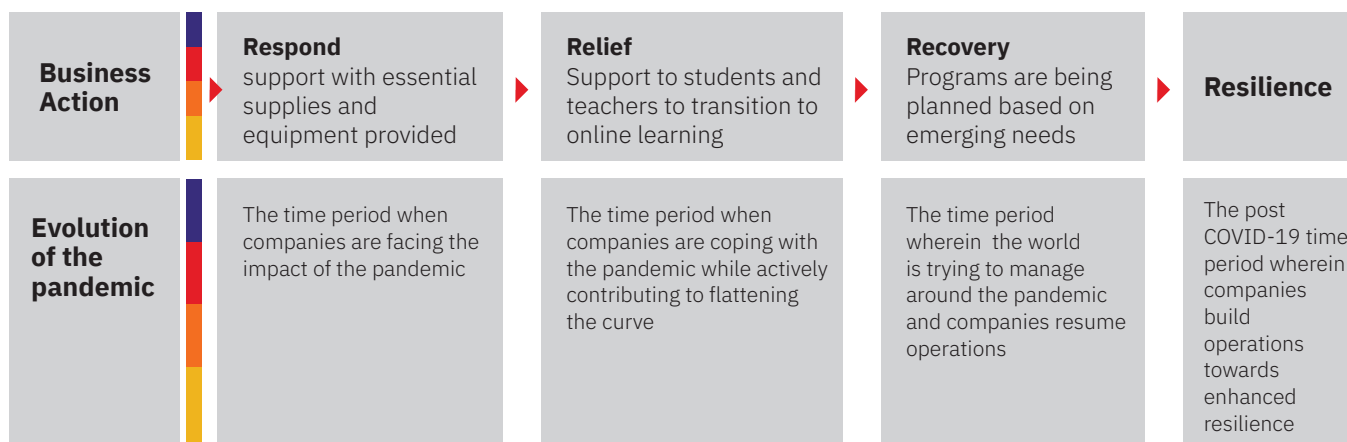 Business
Action
Respond
support with essential
supplies and
equipment provided
Relief
Support to students and
teachers to transition to
online learning
Recovery
Programs are being
planned based on
emerging needs
Resilience
Evolution
of the
pandemic
The time period when
companies are facing the
impact of the pandemic
The time period when
companies are coping with
the pandemic while actively
contributing to flattening
the curve
The time period
wherein the world
is trying to manage
around the pandemic
and companies resume
operations
The post
COVID-19 time
period wherein
companies
build
operations
towards
enhanced
resilience